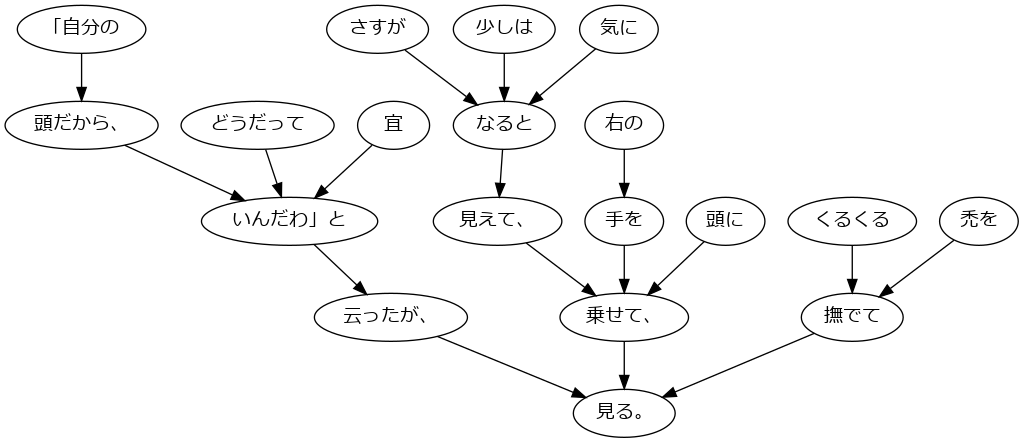 「自分の
さすが
少しは
気に
頭だから、
どうだって
宜
なると
右の
いんだわ」と
見えて、
手を
頭に
くるくる
禿を
云ったが、
乗せて、
撫でて
見る。